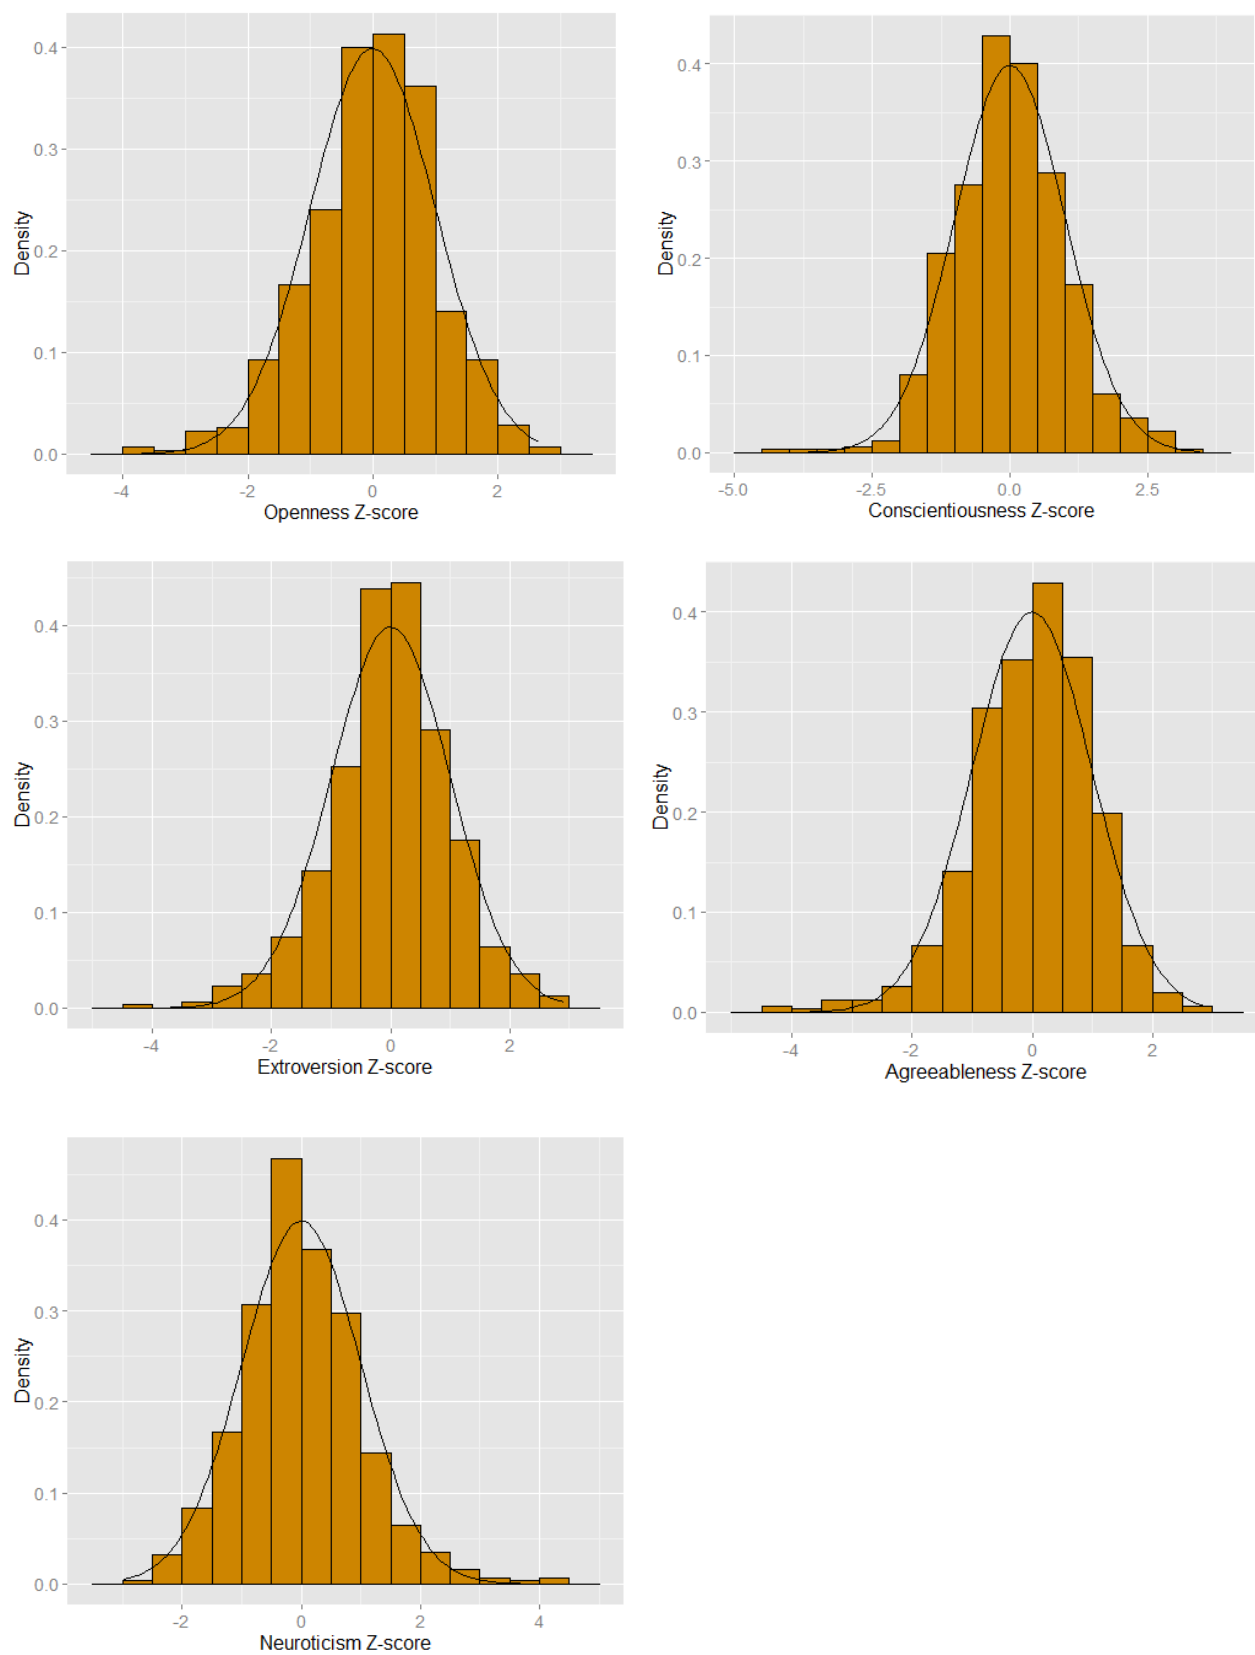 0.4
0.3
0.2
0.1
0.0
Density
-4 -2 0 2
Openness Z-score
0.4
0.3
0.2
0.1
0.0
Density
-5.0 -2.5 0.0 2.5
Conscientiousness Z-score
0.4
0.3
0.2
0.1
0.0
Density
-4 -2 0 2
Extroversion Z-score
0.4
0.3
0.2
0.1
0.0
Density
-4 -2 0 2
Agreeableness Z-score
0.4
0.3
0.2
0.1
0.0
Density
-2 0 2 4
Neuroticism Z-score